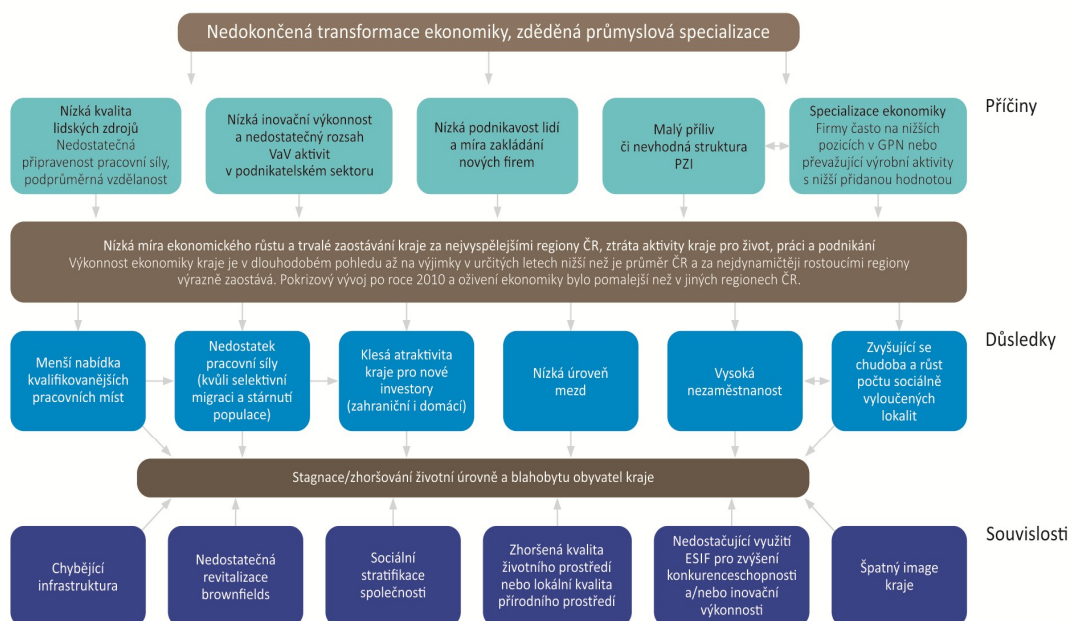 Nedokončená transformace ekonomiky, zděděná průmyslová specializace
Příčiny
Nízká kvalita
lidských zdrojů
Nedostatečná
připravenost pracovní síly,
podprůměrná vzdělanost
Nízká inovační výkonnost
a nedostatečný rozsah
VaV aktivit
v podnikatelském sektoru
Nízká podnikavost lidí
a míra zakládání
nových firem
Malý příliv
či nevhodná struktura
PZI
Specializace ekonomiky
Firmy často na nižších
pozicích v GPN nebo
převažující výrobní aktivity
s nižší přidanou hodnotou
Nízká míra ekonomického růstu a trvalé zaostávání kraje za nejvyspělejšími regiony ČR, ztráta aktivity kraje pro život, práci a podnikání
Výkonnost ekonomiky kraje je v dlouhodobém pohledu až na výjimky v určitých letech nižší než je průměr ČR a za nejdynamičtěji rostoucími regiony
výrazně zaostává. Pokrizový vývoj po roce 2010 a oživení ekonomiky bylo pomalejší než v jiných regionech ČR.
Důsledky
Menší nabídka
kvalifikovanějších
pracovních míst
Nedostatek
pracovní síly
(kvůli selektivní
migraci a stárnutí
populace)
Klesá atraktivita
kraje pro nové
investory
(zahraniční i domácí)
Nízká úroveň
mezd
Vysoká
nezaměstnanost
Zvyšující se
chudoba a růst
počtu sociálně
vyloučených
lokalit
Stagnace/zhoršování životní úrovně a blahobytu obyvatel kraje
Souvislosti
Chybějící
infrastruktura
Nedostatečná
revitalizace
brownfields
Sociální
stratifikace
společnosti
Zhoršená kvalita
životního prostředí
nebo lokální kvalita
přírodního prostředí
Nedostačující využití
ESIF pro zvýšení
konkurenceschopnosti
a/nebo inovační
výkonnosti
Špatný image
kraje